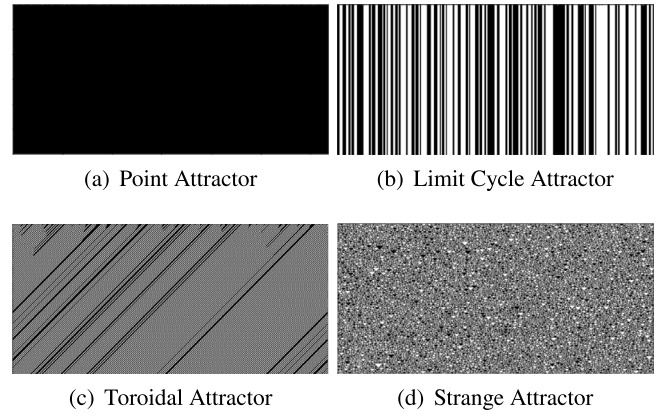 (a) Point Attractor
(b) Limit Cycle Attractor
(c) Toroidal Attractor
(d) Strange Attractor